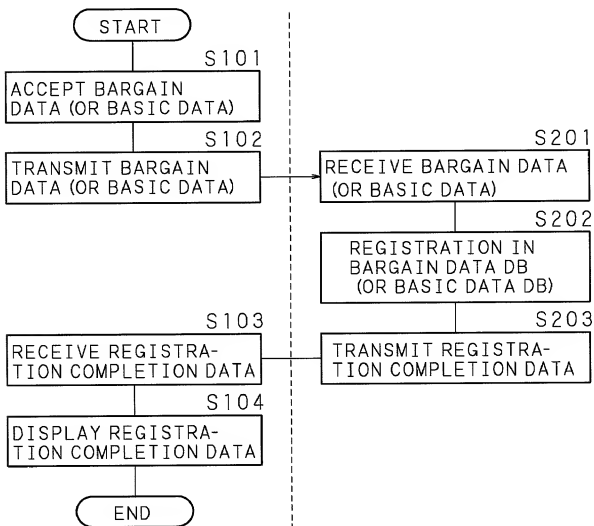 START
S101
ACCEPT BARGAIN
DATA (OR BASIC DATA)
S102
TRANSMIT BARGAIN
DATA (OR BASIC DATA)
S201
RECEIVE BARGAIN DATA
(OR BASIC DATA)
S202
REGISTRATION IN
BARGAIN DATA DB
(OR BASIC DATA DB)
S203
TRANSMIT REGISTRA-
TION COMPLETION DATA
S103
RECEIVE REGISTRA-
TION COMPLETION DATA
S104
DISPLAY REGISTRA-
TION COMPLETION DATA
END